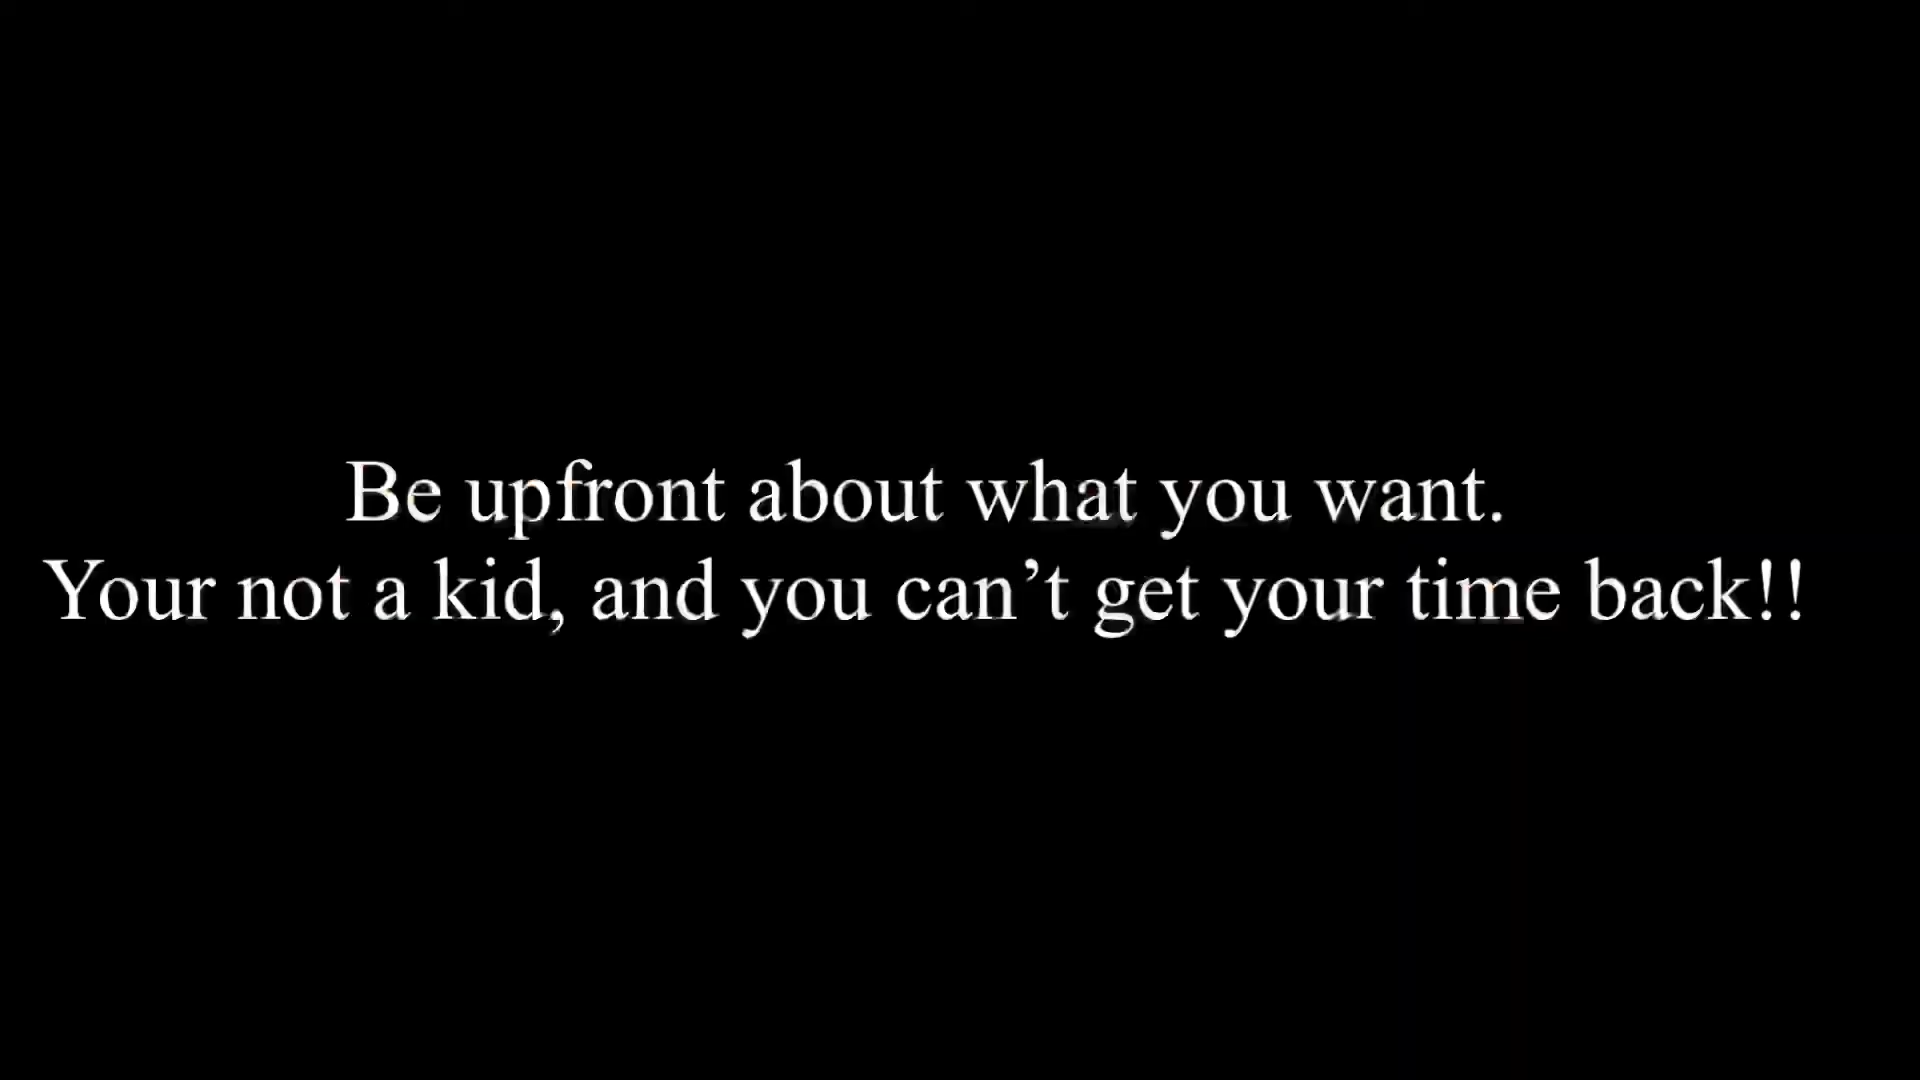 Be upfront about what you want.
Your not a kid, and you can’t get your time back!!